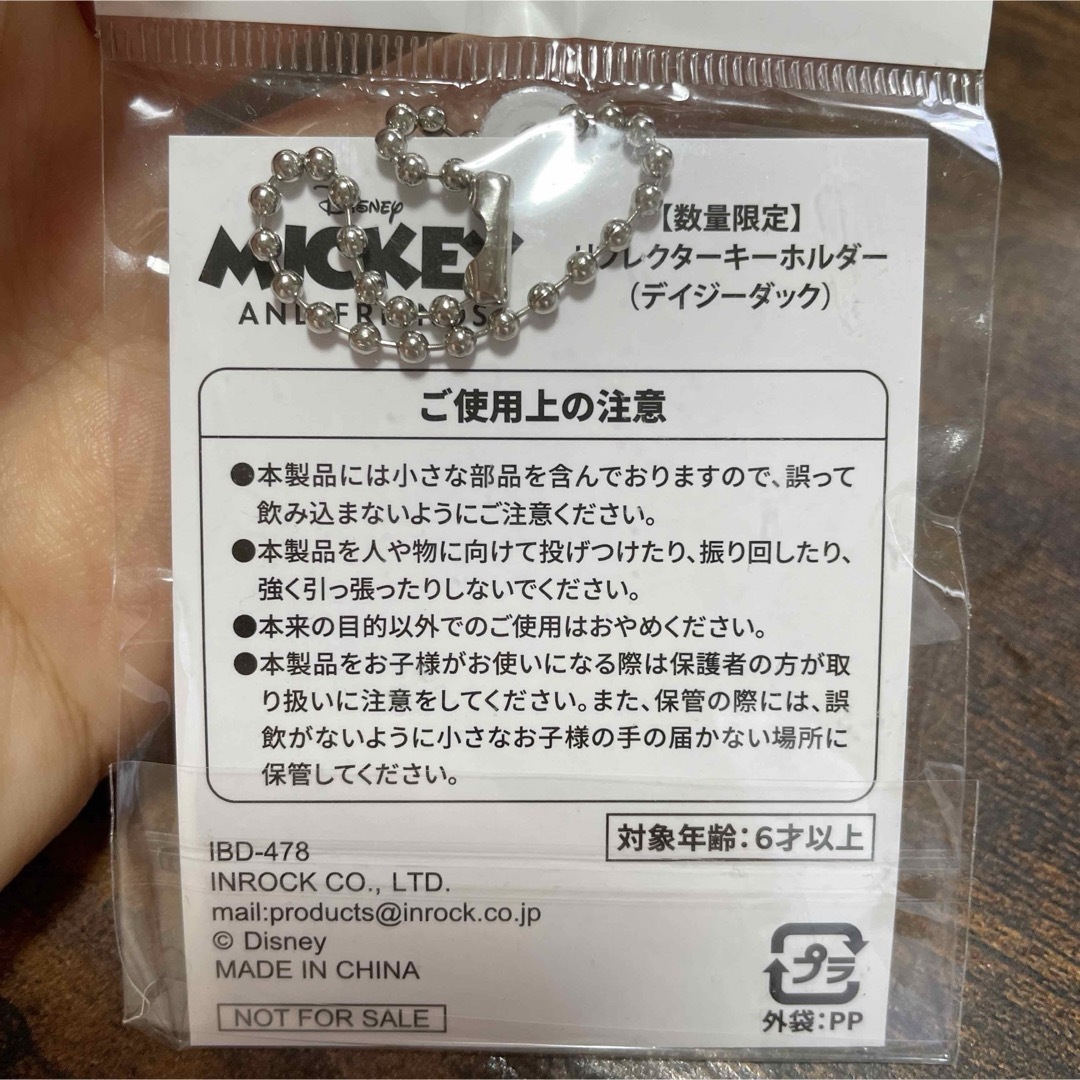 Disney
MICKEY
AND FRIENDS
【数量限定】
リフレクターキーホルダー
（デイジーダック）
ご使用上の注意
●本製品には小さな部品を含んでおりますので、誤って
飲み込まないようにご注意ください。
●本製品を人や物に向けて投げつけたり、振り回したり、
強く引っ張ったりしないでください。
●本来の目的以外でのご使用はおやめください。
●本製品をお子様がお使いになる際は保護者の方が取
り扱いに注意をしてください。また、保管の際には、誤
飲がないように小さなお子様の手の届かない場所に
保管してください。
対象年齢：6才以上
IBD-478
INROCK CO., LTD.
mail:products@inrock.co.jp
© Disney
MADE IN CHINA
NOT FOR SALE
プラ
外袋：PP